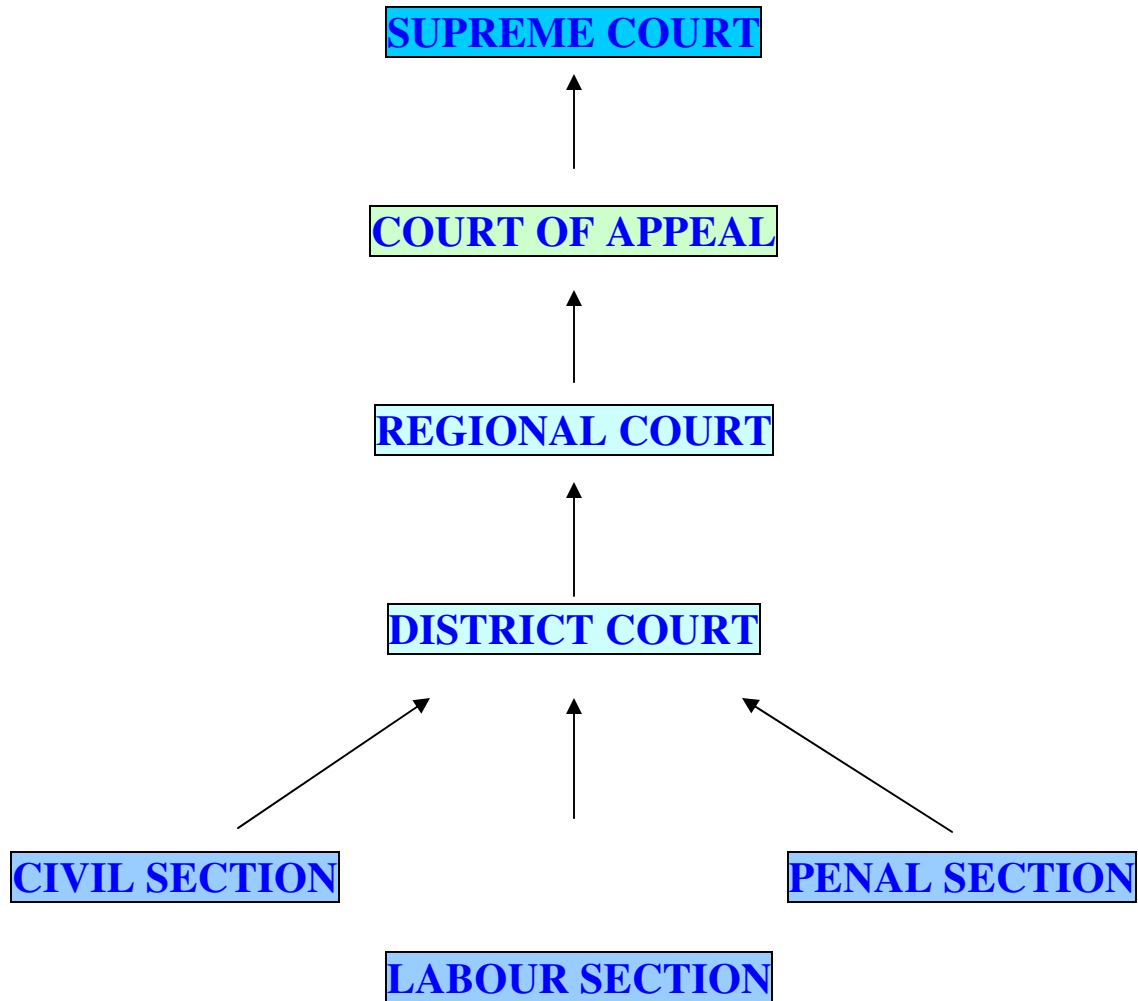 SUPREME COURT
COURT OF APPEAL
REGIONAL COURT
DISTRICT COURT
CIVIL SECTION
PENAL SECTION
LABOUR SECTION